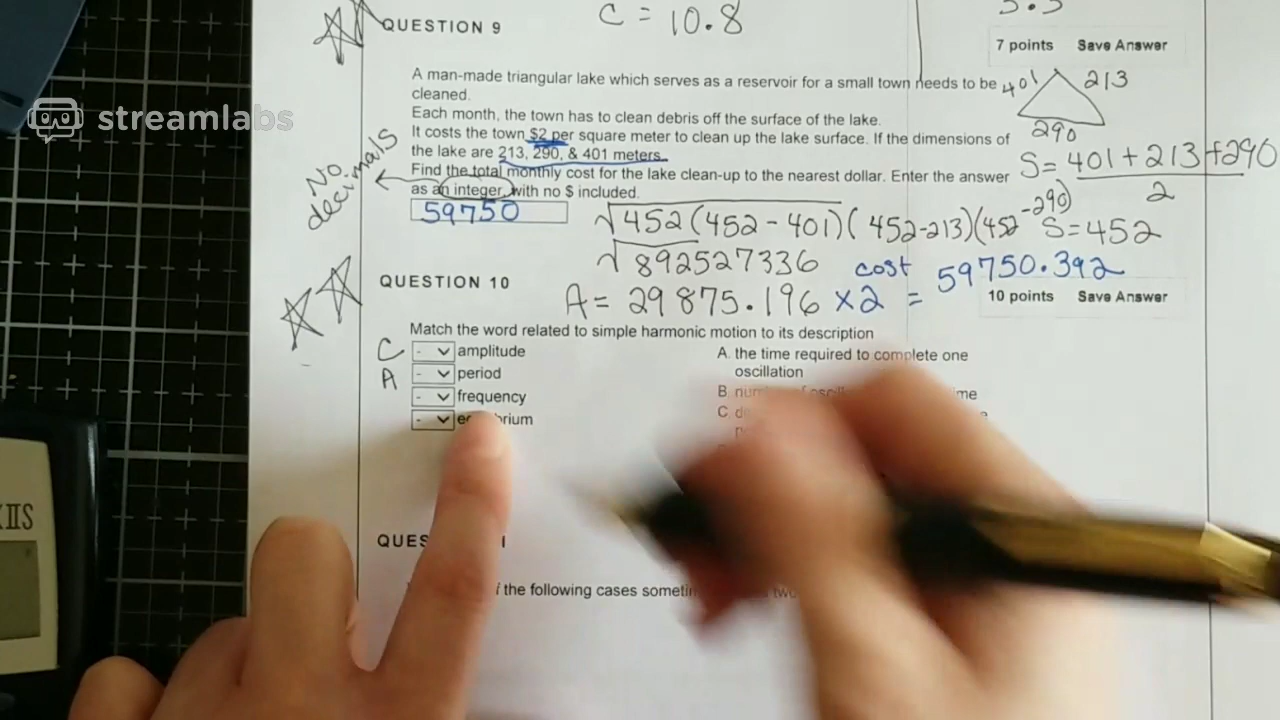 C = 10.8
QUESTION 9
7 points Save Answer
A man-made triangular lake which serves as a reservoir for a small town needs to be
cleaned.
401 213
290
Each month, the town has to clean debris off the surface of the lake.
streamlabs
It costs the town $2 per square meter to clean up the lake surface. If the dimensions of
the lake are 213, 290, & 401 meters.
S = 401 + 213 + 290
2
Find the total monthly cost for the lake clean-up to the nearest dollar. Enter the answer
as an integer, with no $ included.
No
decimals
59750
√452(452 - 401)(452-213)(452-290)
S = 452
√892527336
cost
QUESTION 10
A = 29875.196 x2 = 59750.392
10 points Save Answer
Match the word related to simple harmonic motion to its description
C - amplitude
A - period
- frequency
-
A. the time required to complete one
oscillation
B.
C.
QUES
the following cases
XIIS